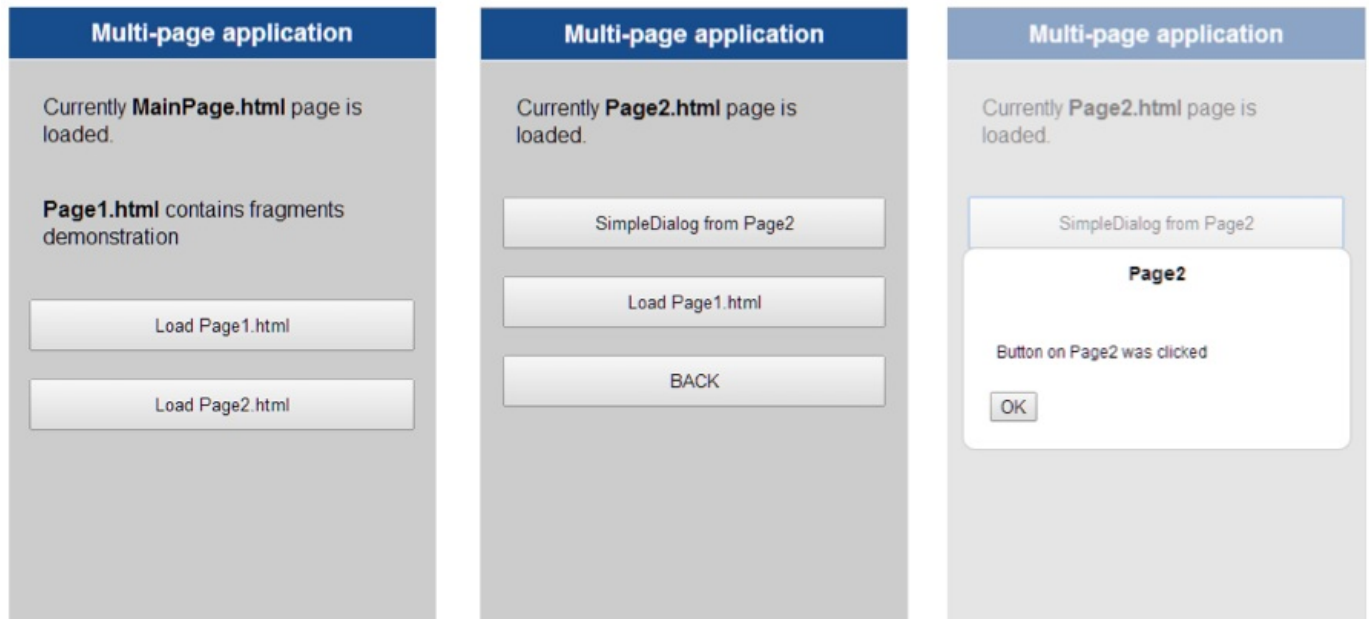 Multi-page application
Currently MainPage.html page is
loaded.
Page1.html contains fragments
demonstration
Load Page1.html
Load Page2.html
Multi-page application
Currently Page2.html page is
loaded.
SimpleDialog from Page2
Load Page1.html
BACK
Multi-page application
Currently Page2.html page is
loaded.
SimpleDialog from Page2
Page2
Button on Page2 was clicked
OK